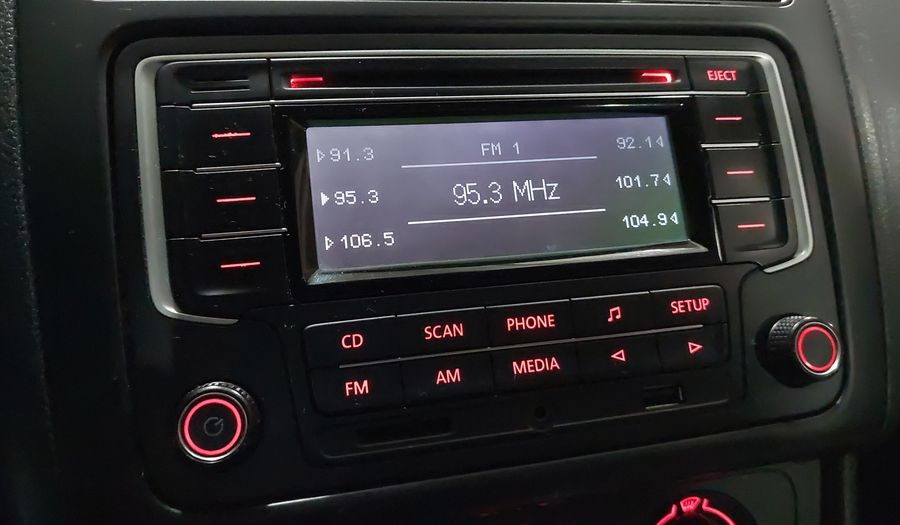 EJECT
91.3 FM 1 92.1
95.3 95.3 MHz 101.7
106.5 104.9
CD SCAN PHONE SETUP
FM AM MEDIA